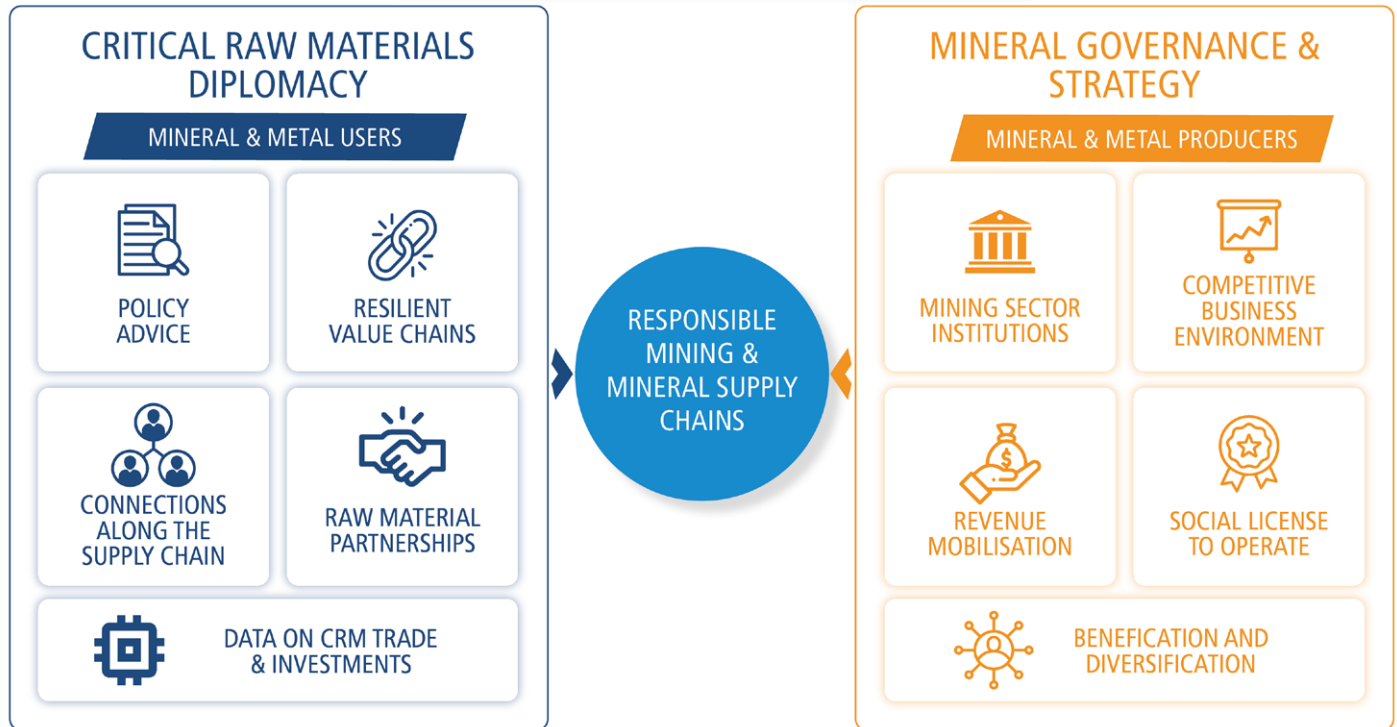 CRITICAL RAW MATERIALS
DIPLOMACY
MINERAL & METAL USERS
POLICY
ADVICE
RESILIENT
VALUE CHAINS
CONNECTIONS
ALONG THE
SUPPLY CHAIN
RAW MATERIAL
PARTNERSHIPS
DATA ON CRM TRADE
& INVESTMENTS
RESPONSIBLE
MINING &
MINERAL SUPPLY
CHAINS
MINERAL GOVERNANCE &
STRATEGY
MINERAL & METAL PRODUCERS
MINING SECTOR
INSTITUTIONS
COMPETITIVE
BUSINESS
ENVIRONMENT
$
REVENUE
MOBILISATION
SOCIAL LICENSE
TO OPERATE
BENEFICATION AND
DIVERSIFICATION